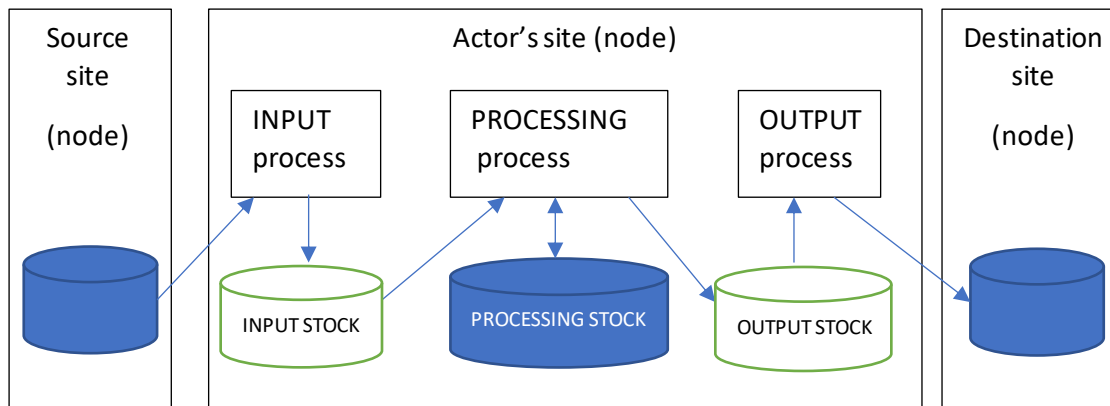 Source
site
(node)
Actor’s site (node)
Destination
site
(node)
INPUT
process
PROCESSING
process
OUTPUT
process
INPUT STOCK
PROCESSING STOCK
OUTPUT STOCK